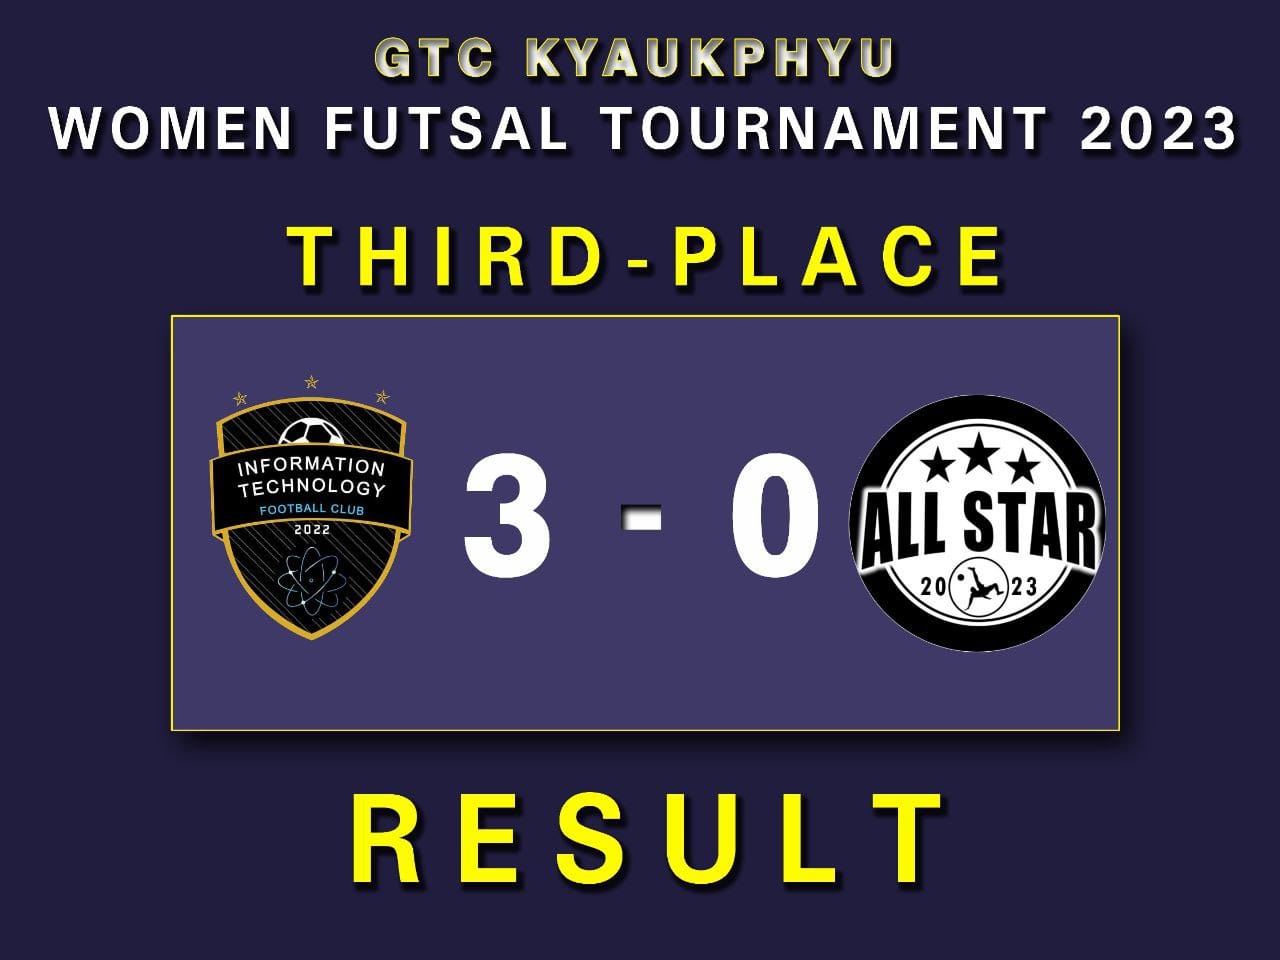 GTC KYAUKPHYU
WOMEN FUTSAL TOURNAMENT 2023
THIRD-PLACE
INFORMATION
TECHNOLOGY
FOOTBALL CLUB
2022
3 - 0
ALL STAR
20 23
RESULT